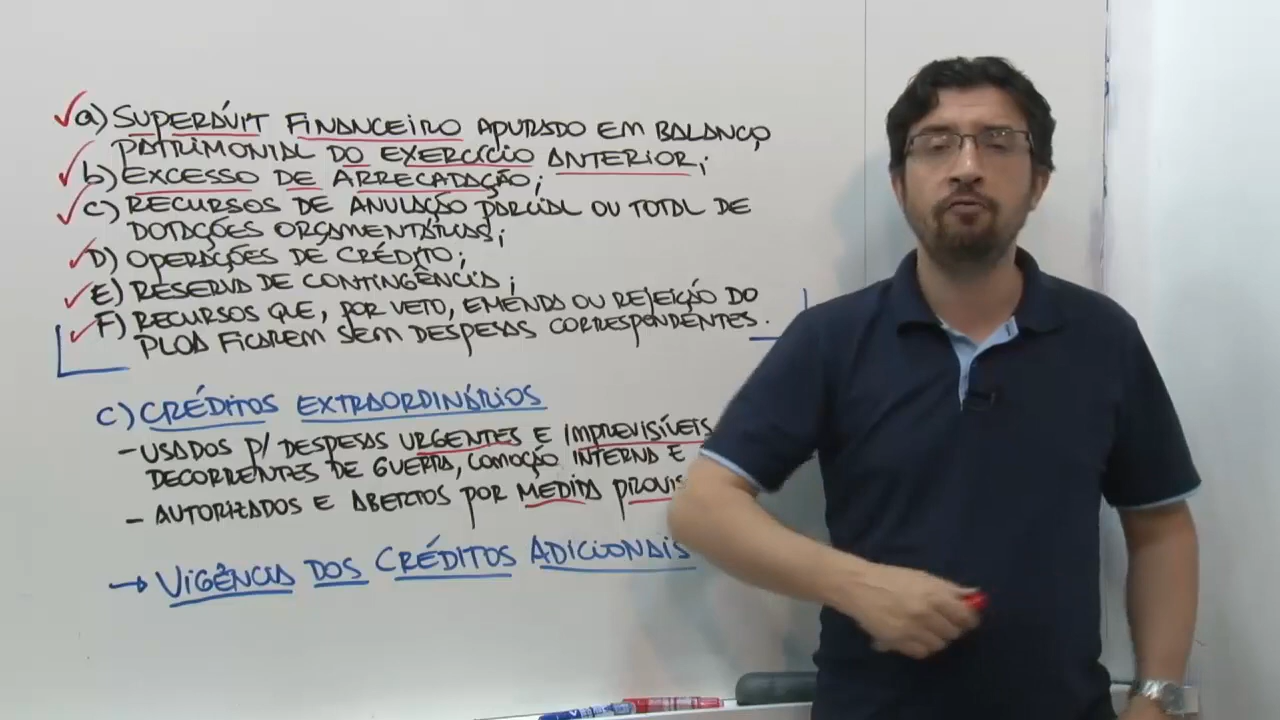 a) SUPERÁVIT FINANCEIRO APURADO EM BALANÇO
PATRIMONIAL DO EXERCÍCIO ANTERIOR;
b) EXCESSO DE ARRECADAÇÃO;
c) RECURSOS DE ANULAÇÃO PARCIAL OU TOTAL DE
DOTAÇÕES ORÇAMENTÁRIAS;
D) OPERAÇÕES DE CRÉDITO;
E) RESERVA DE CONTINGÊNCIA;
F) RECURSOS QUE, POR VETO, EMENDA OU REJEIÇÃO DO
PLOA FICAREM SEM DESPESAS CORRESPONDENTES.
c) CRÉDITOS EXTRAORDINÁRIOS
- USADOS P/ DESPESAS URGENTES E IMPREVISÍVEIS
DECORRENTES DE GUERRA, COMOÇÃO INTERNA E
- AUTORIZADOS E ABERTOS POR MEDIDA PROVIS
→ VIGÊNCIA DOS CRÉDITOS ADICIONAIS